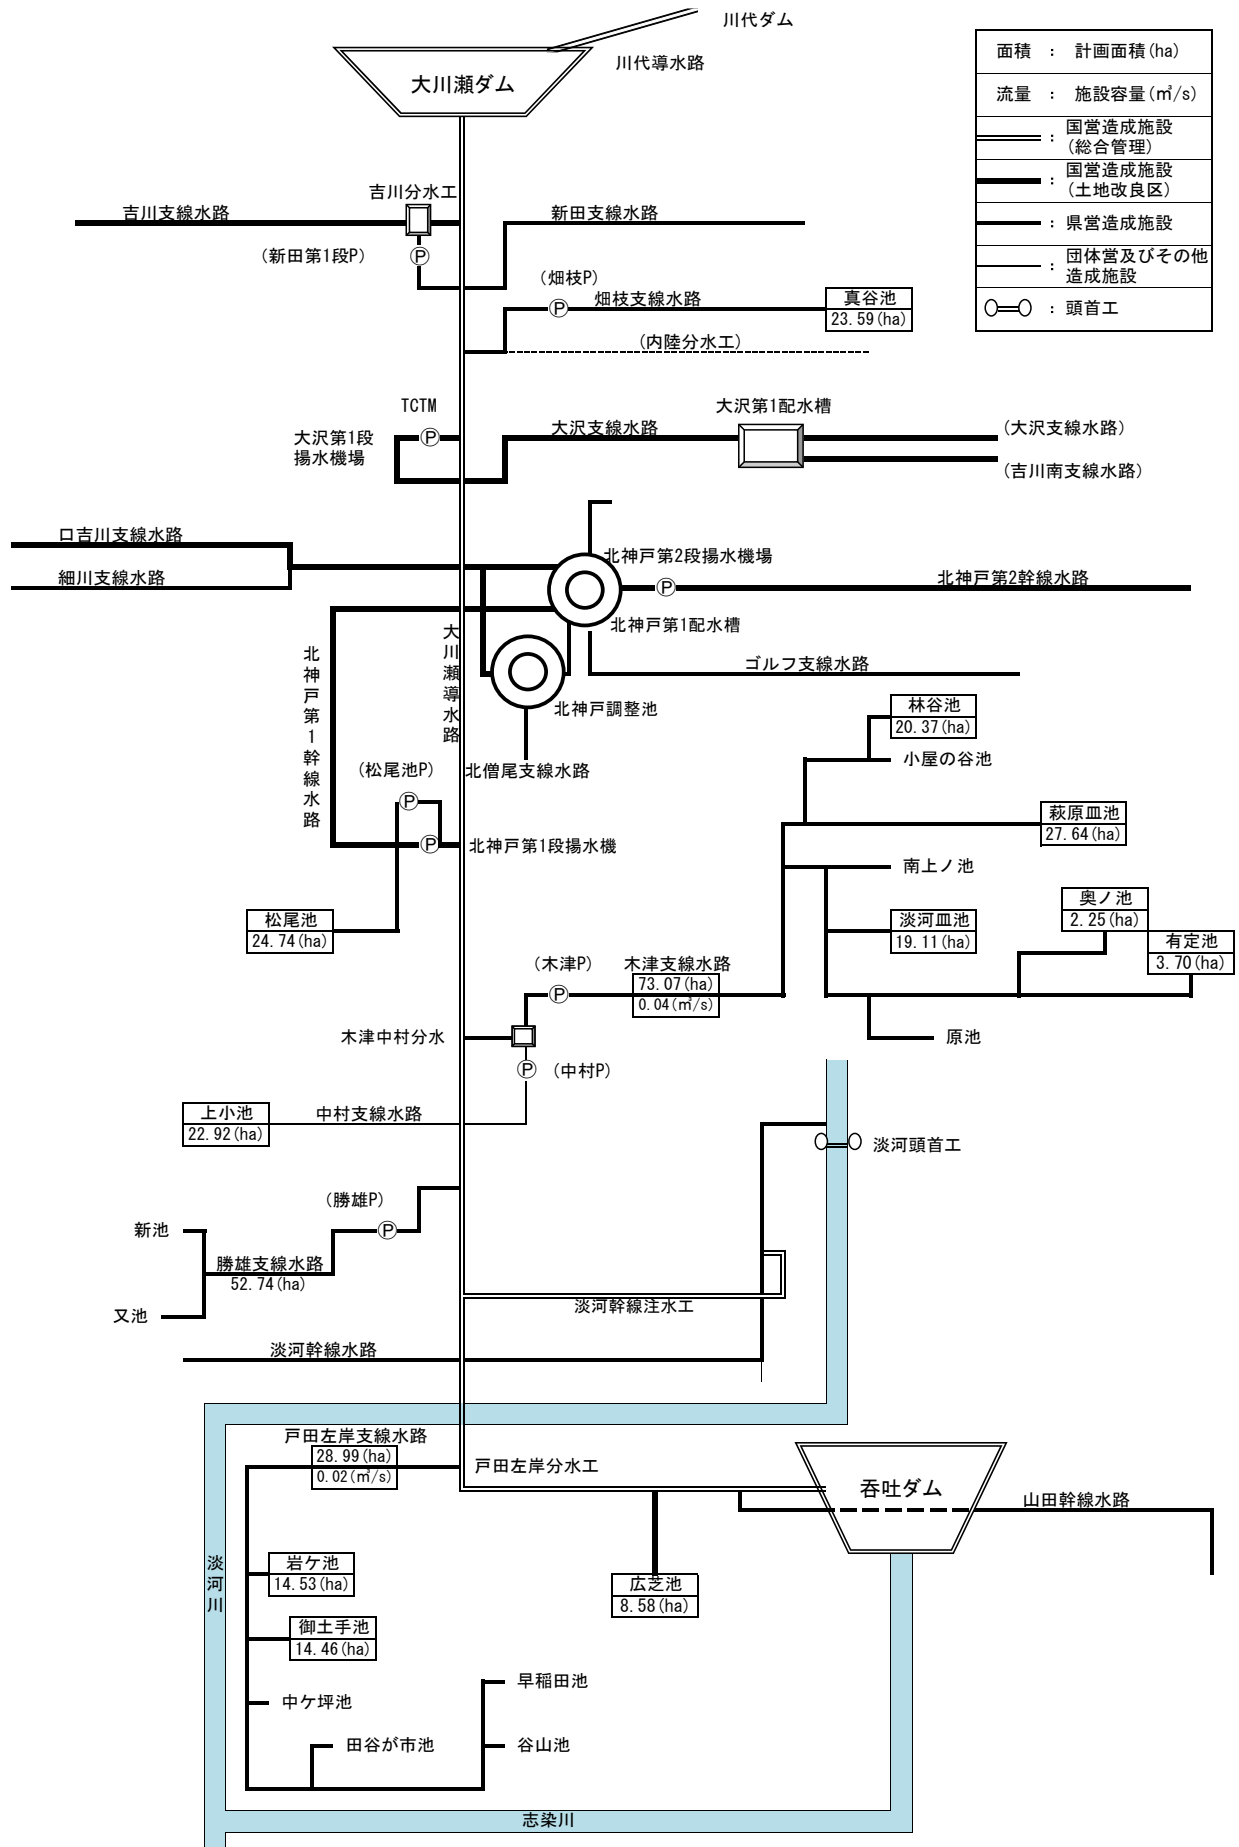 川代ダム
川代導水路
大川瀬ダム
面積 ： 計画面積(ha)
流量 ： 施設容量(㎥/s)
： 国営造成施設
(総合管理)
： 国営造成施設
(土地改良区)
： 県営造成施設
： 団体営及びその他
造成施設
： 頭首工
吉川分水工
吉川支線水路
新田支線水路
(新田第1段P)
P
(畑枝P)
P
畑枝支線水路
真谷池
23.59(ha)
(内陸分水工)
TCTM
大沢第1段
揚水機場
P
大沢支線水路
大沢第1配水槽
(大沢支線水路)
(吉川南支線水路)
口吉川支線水路
細川支線水路
北神戸第2段揚水機場
P
北神戸第2幹線水路
北神戸第1配水槽
大川瀬導水路
北神戸第1幹線水路
ゴルフ支線水路
北神戸調整池
北僧尾支線水路
(松尾池P)
P
P
北神戸第1段揚水機
松尾池
24.74(ha)
林谷池
20.37(ha)
小屋の谷池
萩原皿池
27.64(ha)
南上ノ池
淡河皿池
19.11(ha)
奥ノ池
2.25(ha)
有定池
3.70(ha)
原池
(木津P)
P
木津支線水路
73.07(ha)
0.04(㎥/s)
木津中村分水
P
(中村P)
上小池
22.92(ha)
中村支線水路
淡河頭首工
(勝雄P)
P
新池
勝雄支線水路
52.74(ha)
又池
淡河幹線注水工
淡河幹線水路
戸田左岸支線水路
28.99(ha)
0.02(㎥/s)
戸田左岸分水工
呑吐ダム
山田幹線水路
淡河川
岩ケ池
14.53(ha)
広芝池
8.58(ha)
御土手池
14.46(ha)
中ケ坪池
早稲田池
田谷が市池
谷山池
志染川